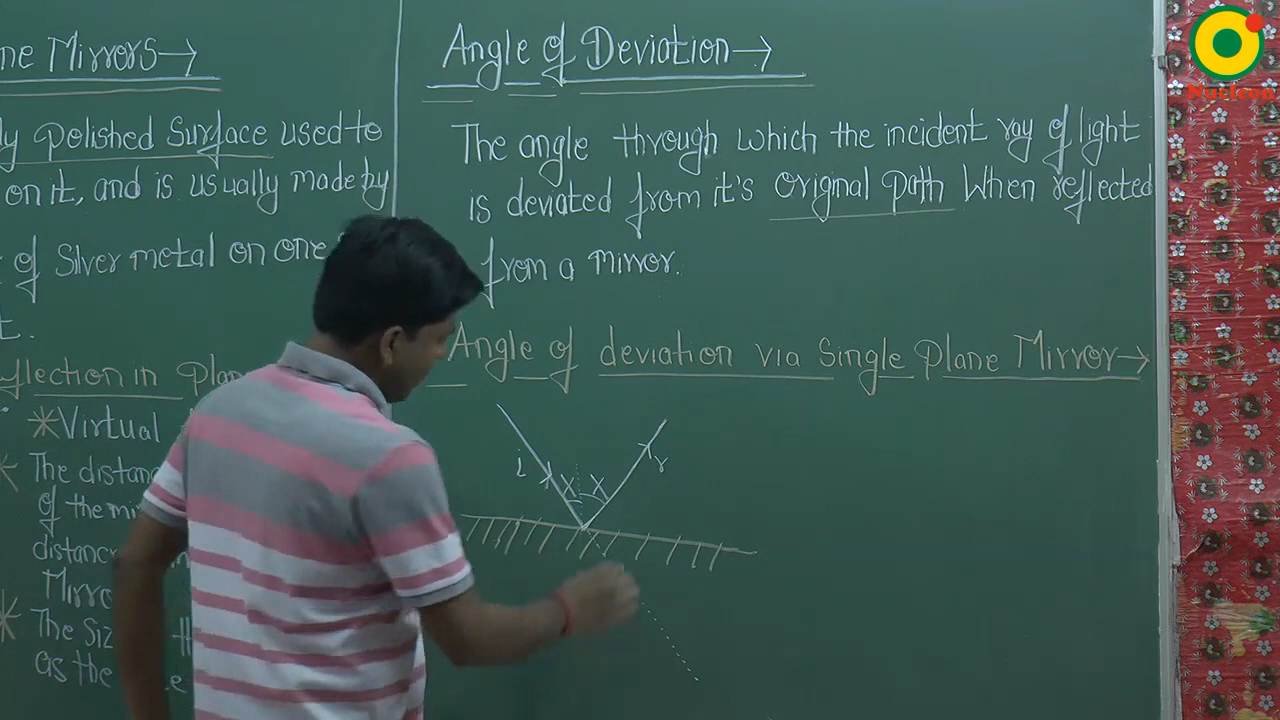 ne Mirrors→
ly polished Surface used to
on it, and is usually made by
of Silver metal on one
t.
flection in Plan
*Virtual
The distanc
of the mi
distanc
Mirro
The Siz
as the
Angle of Deviation→
The angle through which the incident ray of light
is deviated from it's Original path When reflected
from a mirror.
Angle of deviation via Single Plane Mirror→
i
X
X
r
Nucleon